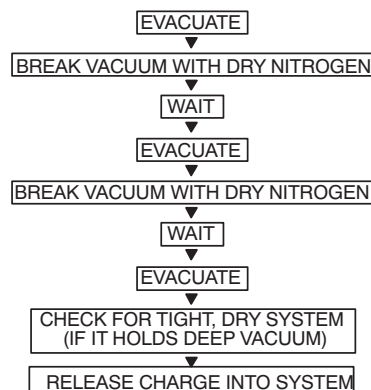 EVACUATE
BREAK VACUUM WITH DRY NITROGEN
WAIT
EVACUATE
BREAK VACUUM WITH DRY NITROGEN
WAIT
EVACUATE
CHECK FOR TIGHT, DRY SYSTEM
(IF IT HOLDS DEEP VACUUM)
RELEASE CHARGE INTO SYSTEM